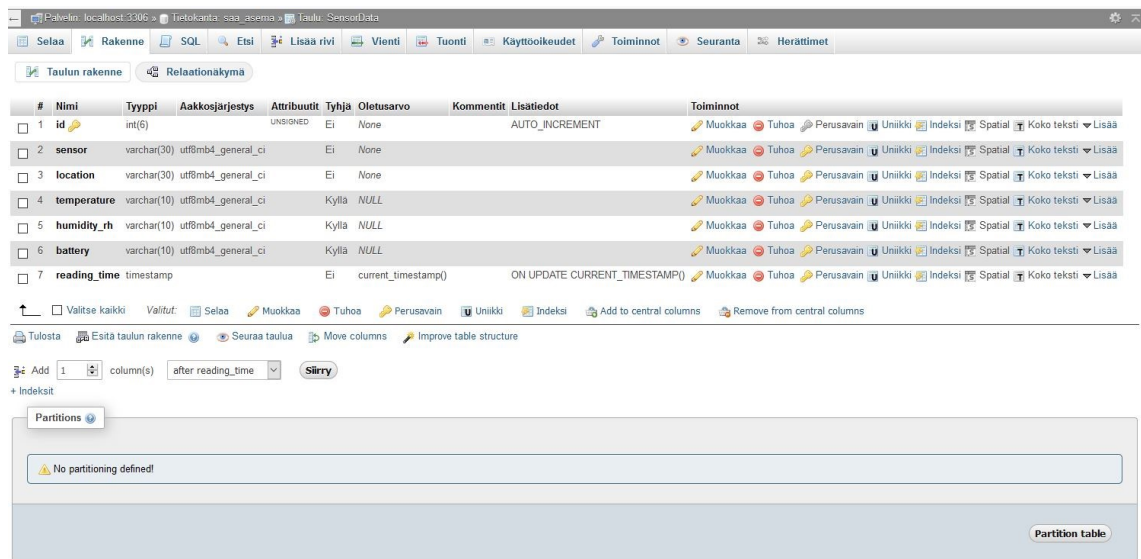 Palvelin: localhost:3306 » Tietokanta: saa_asema » Taulu: SensorData
Selaa Rakenne SQL Etsi Lisää rivi Vienti Tuonti Käyttöoikeudet Toiminnot Seuranta Herättimet
Taulun rakenne Relaationäkymä
# Nimi Tyyppi Aakkosjärjestys Attribuutit Tyhjä Oletusarvo Kommentit Lisätiedot Toiminnot
1 id int(6) UNSIGNED Ei None AUTO_INCREMENT Muokkaa Tuhoa Perusavain Uniikki Indeksi Spatial Koko teksti Lisää
2 sensor varchar(30) utf8mb4_general_ci Ei None Muokkaa Tuhoa Perusavain Uniikki Indeksi Spatial Koko teksti Lisää
3 location varchar(30) utf8mb4_general_ci Ei None Muokkaa Tuhoa Perusavain Uniikki Indeksi Spatial Koko teksti Lisää
4 temperature varchar(10) utf8mb4_general_ci Kyllä NULL Muokkaa Tuhoa Perusavain Uniikki Indeksi Spatial Koko teksti Lisää
5 humidity_rh varchar(10) utf8mb4_general_ci Kyllä NULL Muokkaa Tuhoa Perusavain Uniikki Indeksi Spatial Koko teksti Lisää
6 battery varchar(10) utf8mb4_general_ci Kyllä NULL Muokkaa Tuhoa Perusavain Uniikki Indeksi Spatial Koko teksti Lisää
7 reading_time timestamp Ei current_timestamp() ON UPDATE CURRENT_TIMESTAMP() Muokkaa Tuhoa Perusavain Uniikki Indeksi Spatial Koko teksti Lisää
Valitse kaikki Valitut: Selaa Muokkaa Tuhoa Perusavain Uniikki Indeksi Add to central columns Remove from central columns
Tulosta Esitä taulun rakenne Seuraa taulua Move columns Improve table structure
Add 1 column(s) after reading_time Siirry
+ Indeksit
Partitions
No partitioning defined!
Partition table